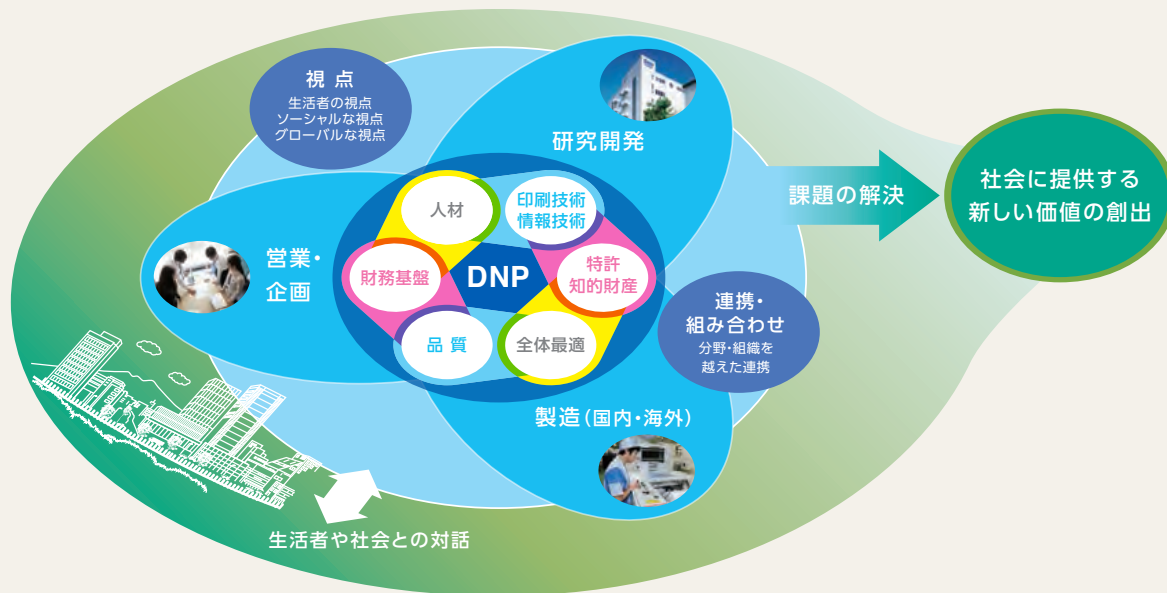 視 点
生活者の視点
ソーシャルな視点
グローバルな視点
研究開発
営業・
企画
人材
印刷技術
情報技術
財務基盤
DNP
特許
知的財産
品 質
全体最適
製造(国内・海外)
連携・
組み合わせ
分野・組織を
越えた連携
課題の解決
社会に提供する
新しい価値の創出
生活者や社会との対話